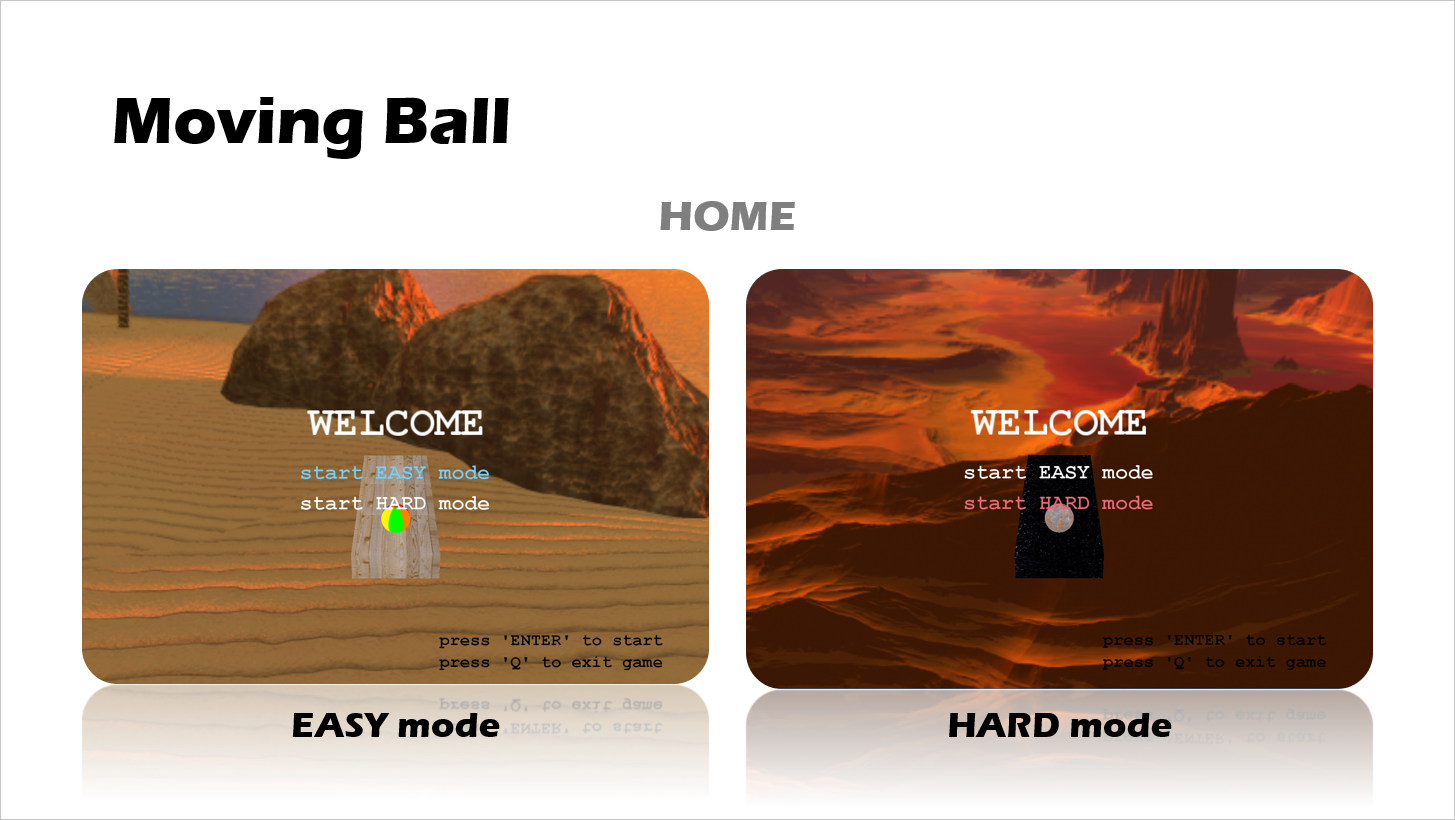 Moving Ball
HOME
WELCOME
start EASY mode
start HARD mode
press 'ENTER' to start
press 'Q' to exit game
EASY mode
WELCOME
start EASY mode
start HARD mode
press 'ENTER' to start
press 'Q' to exit game
HARD mode